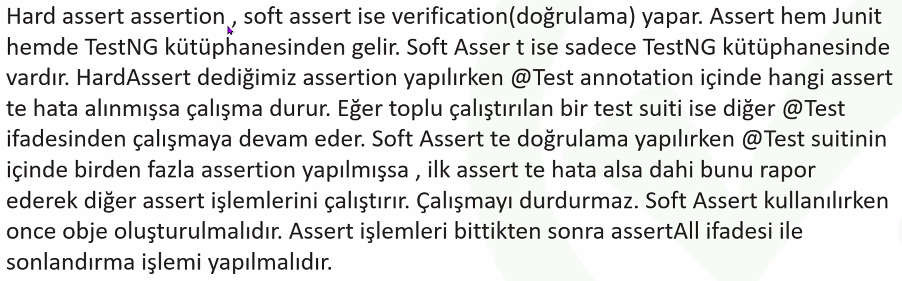 Hard assert assertion , soft assert ise verification(doğrulama) yapar. Assert hem Junit
hemde TestNG kütüphanesinden gelir. Soft Asser t ise sadece TestNG kütüphanesinde
vardır. HardAssert dediğimiz assertion yapılırken @Test annotation içinde hangi assert
te hata alınmışsa çalışma durur. Eğer toplu çalıştırılan bir test suiti ise diğer @Test
ifadesinden çalışmaya devam eder. Soft Assert te doğrulama yapılırken @Test suitinin
içinde birden fazla assertion yapılmışsa , ilk assert te hata alsa dahi bunu rapor
ederek diğer assert işlemlerini çalıştırır. Çalışmayı durdurmaz. Soft Assert kullanılırken
once obje oluşturulmalıdır. Assert işlemleri bittikten sonra assertAll ifadesi ile
sonlandırma işlemi yapılmalıdır.